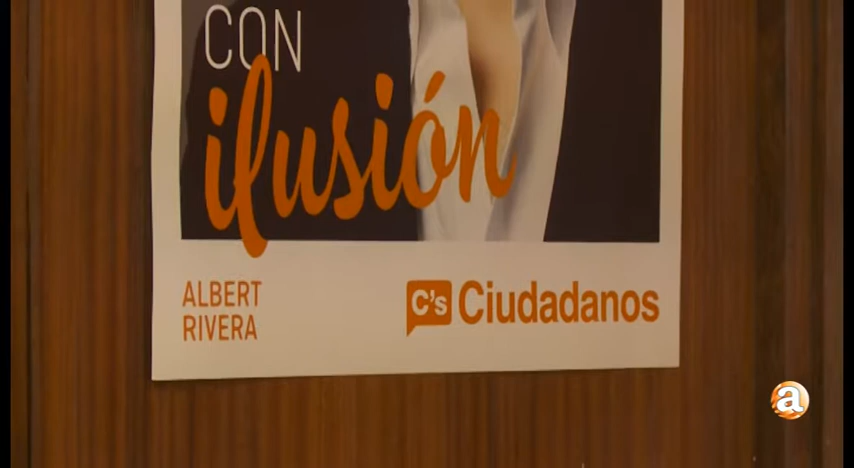 CON
ilusión
ALBERT
RIVERA
C's Ciudadanos
a